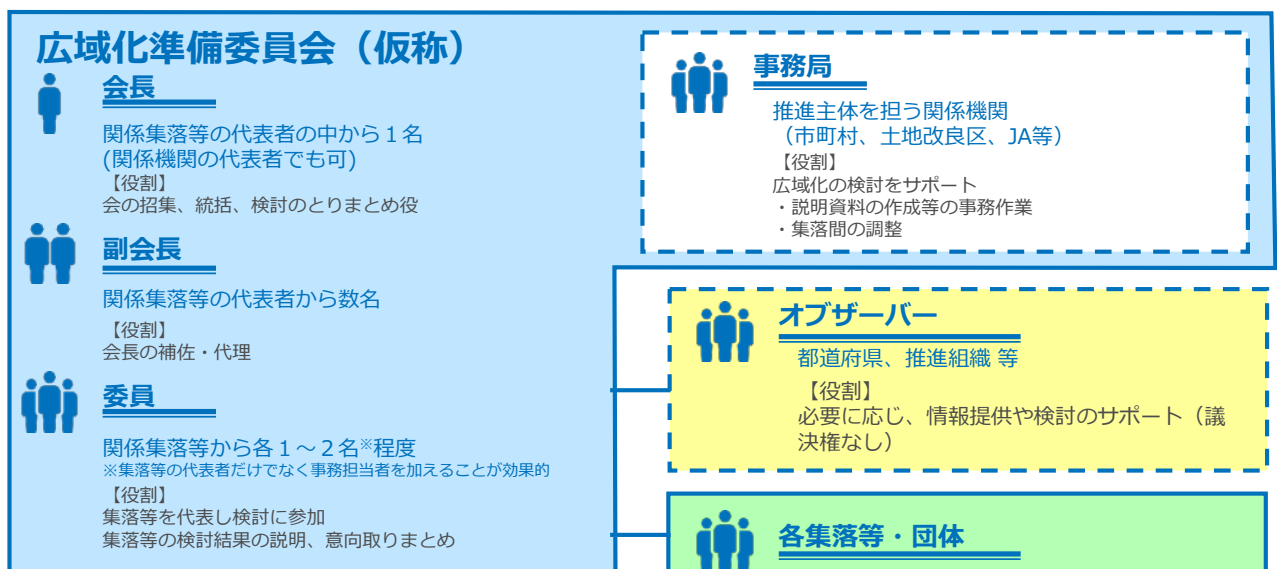 広域化準備委員会（仮称）
会長
関係集落等の代表者の中から１名
(関係機関の代表者でも可)
【役割】
会の招集、統括、検討のとりまとめ役
副会長
関係集落等の代表者から数名
【役割】
会長の補佐・代理
委員
関係集落等から各１～２名※程度
※集落等の代表者だけでなく事務担当者を加えることが効果的
【役割】
集落等を代表し検討に参加
集落等の検討結果の説明、意向取りまとめ
事務局
推進主体を担う関係機関
（市町村、土地改良区、JA等）
【役割】
広域化の検討をサポート
・説明資料の作成等の事務作業
・集落間の調整
オブザーバー
都道府県、推進組織 等
【役割】
必要に応じ、情報提供や検討のサポート（議
決権なし）
各集落等・団体